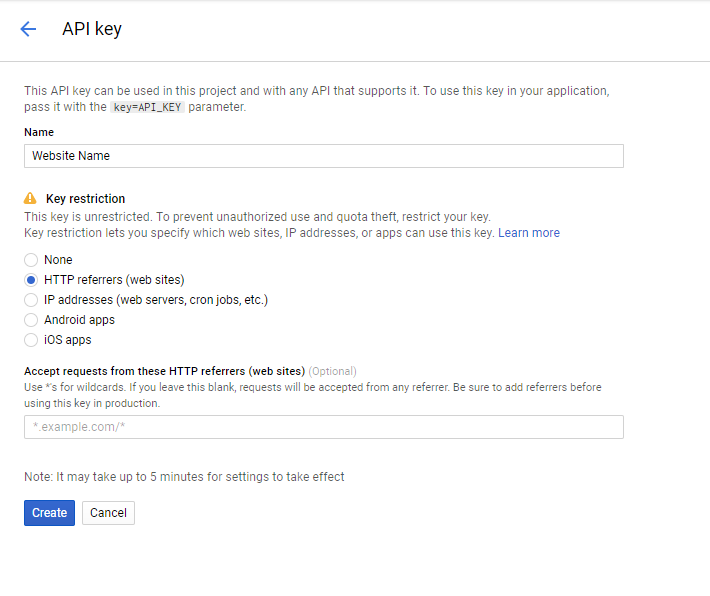 API key
This API key can be used in this project and with any API that supports it. To use this key in your application,
pass it with the key=API_KEY parameter.
Name
Website Name
Key restriction
This key is unrestricted. To prevent unauthorized use and quota theft, restrict your key.
Key restriction lets you specify which web sites, IP addresses, or apps can use this key. Learn more
None
HTTP referrers (web sites)
IP addresses (web servers, cron jobs, etc.)
Android apps
iOS apps
Accept requests from these HTTP referrers (web sites) (Optional)
Use *'s for wildcards. If you leave this blank, requests will be accepted from any referrer. Be sure to add referrers before
using this key in production.
*.example.com/*
Note: It may take up to 5 minutes for settings to take effect
Create Cancel